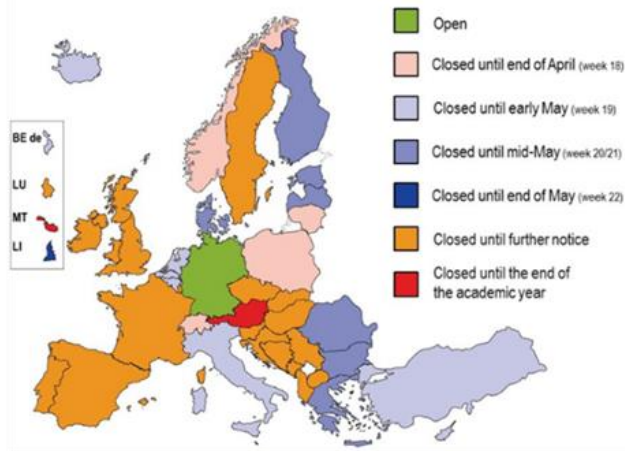 Open
Closed until end of April (week 18)
Closed until early May (week 19)
Closed until mid-May (week 20/21)
Closed until end of May (week 22)
Closed until further notice
Closed until the end of
the academic year
BE de
LU
MT
LI